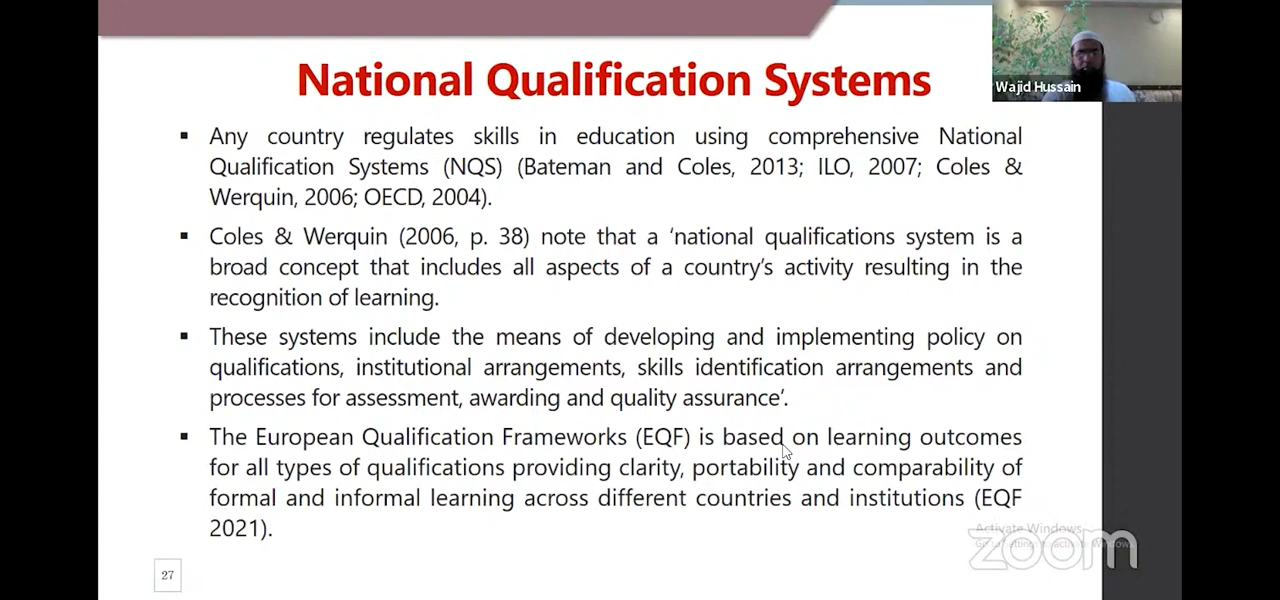 National Qualification Systems
Wajid Hussain
▪ Any country regulates skills in education using comprehensive National
Qualification Systems (NQS) (Bateman and Coles, 2013; ILO, 2007; Coles &
Werquin, 2006; OECD, 2004).
▪ Coles & Werquin (2006, p. 38) note that a ‘national qualifications system is a
broad concept that includes all aspects of a country’s activity resulting in the
recognition of learning.
▪ These systems include the means of developing and implementing policy on
qualifications, institutional arrangements, skills identification arrangements and
processes for assessment, awarding and quality assurance’.
▪ The European Qualification Frameworks (EQF) is based on learning outcomes
for all types of qualifications providing clarity, portability and comparability of
formal and informal learning across different countries and institutions (EQF
2021).
Activate Windows
zoom
27